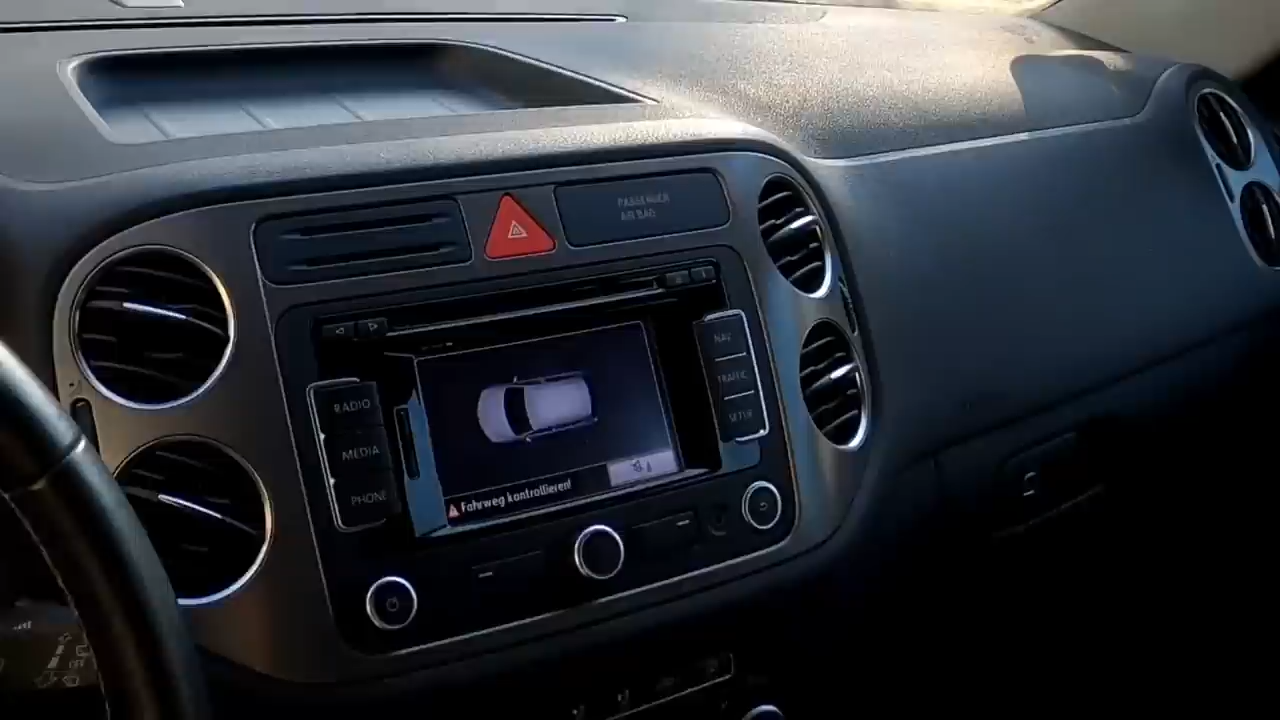 PASSENGER
AIR BAG
NAV
TRAFFIC
SETUP
RADIO
MEDIA
PHONE
Fahrweg kontrollieren!